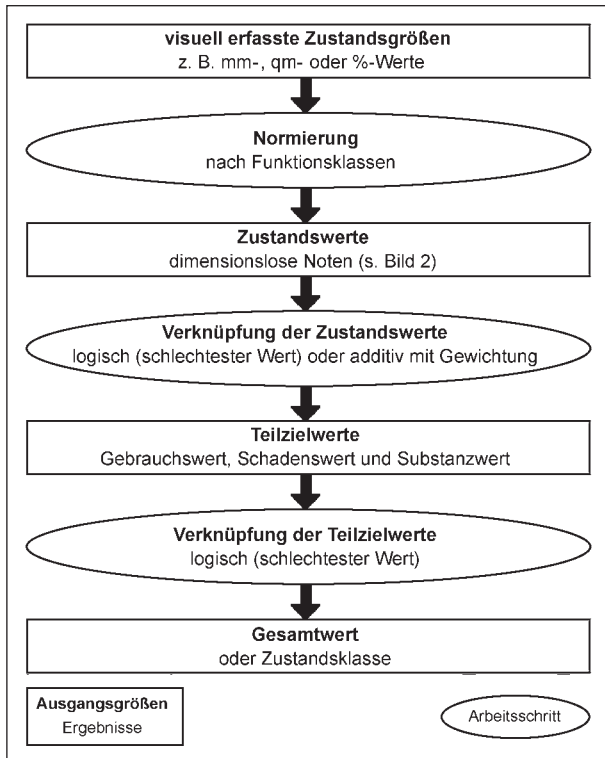 visuell erfasste Zustandsgrößen
z. B. mm-, qm- oder %-Werte
Normierung
nach Funktionsklassen
Zustandswerte
dimensionslose Noten (s. Bild 2)
Verknüpfung der Zustandswerte
logisch (schlechtester Wert) oder additiv mit Gewichtung
Teilzielwerte
Gebrauchswert, Schadenswert und Substanzwert
Verknüpfung der Teilzielwerte
logisch (schlechtester Wert)
Gesamtwert
oder Zustandsklasse
Ausgangsgrößen
Ergebnisse
Arbeitsschritt